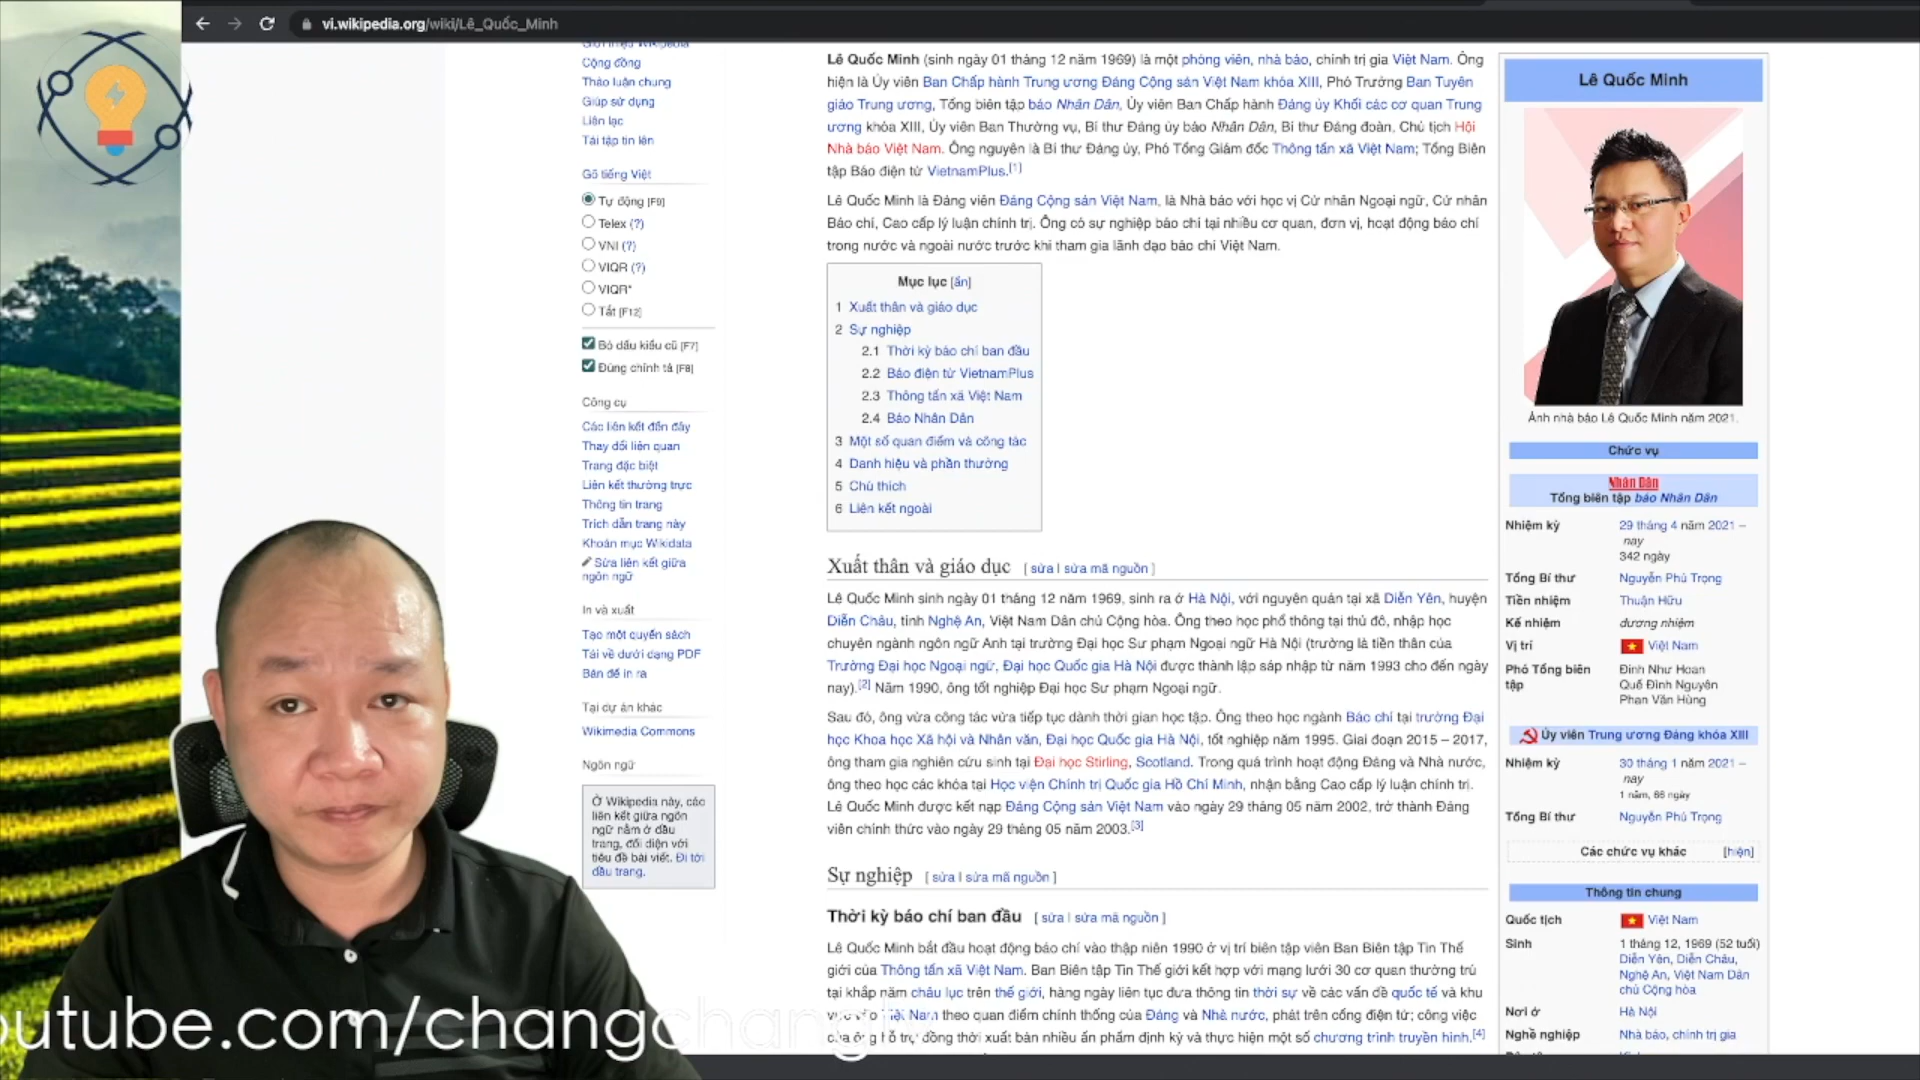 vi.wikipedia.org/wiki/Lê_Quốc_Minh
Giới thiệu Wikipedia
Cộng đồng
Thảo luận chung
Giúp sử dụng
Liên lạc
Tải tập tin lên
Gõ tiếng Việt
Tự động [F9]
Telex (?)
VNI (?)
VIQR (?)
VIQR*
Tắt [F12]
Bỏ dấu kiểu cũ [F7]
Đúng chính tả [F8]
Công cụ
Các liên kết đến đây
Thay đổi liên quan
Trang đặc biệt
Liên kết thường trực
Thông tin trang
Trích dẫn trang này
Khoản mục Wikidata
Sửa liên kết giữa
ngôn ngữ
In và xuất
Tạo một quyển sách
Tải về dưới dạng PDF
Bản để in ra
Tại dự án khác
Wikimedia Commons
Ngôn ngữ
Ở Wikipedia này, các
liên kết giữa ngôn
ngữ nằm ở đầu
trang, đối diện với
tiêu đề bài viết. Đi tới
đầu trang.
Lê Quốc Minh (sinh ngày 01 tháng 12 năm 1969) là một phóng viên, nhà báo, chính trị gia Việt Nam. Ông
hiện là Ủy viên Ban Chấp hành Trung ương Đảng Cộng sản Việt Nam khóa XIII, Phó Trưởng Ban Tuyên
giáo Trung ương, Tổng biên tập báo Nhân Dân, Ủy viên Ban Chấp hành Đảng ủy Khối các cơ quan Trung
ương khóa XIII, Ủy viên Ban Thường vụ, Bí thư Đảng ủy báo Nhân Dân, Bí thư Đảng đoàn, Chủ tịch Hội
Nhà báo Việt Nam. Ông nguyên là Bí thư Đảng ủy, Phó Tổng Giám đốc Thông tấn xã Việt Nam; Tổng Biên
tập Báo điện tử VietnamPlus.[1]
Lê Quốc Minh là Đảng viên Đảng Cộng sản Việt Nam, là Nhà báo với học vị Cử nhân Ngoại ngữ, Cử nhân
Báo chí, Cao cấp lý luận chính trị. Ông có sự nghiệp báo chí tại nhiều cơ quan, đơn vị, hoạt động báo chí
trong nước và ngoài nước trước khi tham gia lãnh đạo báo chí Việt Nam.
Mục lục [ẩn]
1 Xuất thân và giáo dục
2 Sự nghiệp
2.1 Thời kỳ báo chí ban đầu
2.2 Báo điện tử VietnamPlus
2.3 Thông tấn xã Việt Nam
2.4 Báo Nhân Dân
3 Một số quan điểm và công tác
4 Danh hiệu và phần thưởng
5 Chú thích
6 Liên kết ngoài
Xuất thân và giáo dục [ sửa | sửa mã nguồn ]
Lê Quốc Minh sinh ngày 01 tháng 12 năm 1969, sinh ra ở Hà Nội, với nguyên quán tại xã Diễn Yên, huyện
Diễn Châu, tỉnh Nghệ An, Việt Nam Dân chủ Cộng hòa. Ông theo học phổ thông tại thủ đô, nhập học
chuyên ngành ngôn ngữ Anh tại trường Đại học Sư phạm Ngoại ngữ Hà Nội (trường là tiền thân của
Trường Đại học Ngoại ngữ, Đại học Quốc gia Hà Nội được thành lập sáp nhập từ năm 1993 cho đến ngày
nay).[2] Năm 1990, ông tốt nghiệp Đại học Sư phạm Ngoại ngữ.
Sau đó, ông vừa công tác vừa tiếp tục dành thời gian học tập. Ông theo học ngành Báo chí tại trường Đại
học Khoa học Xã hội và Nhân văn, Đại học Quốc gia Hà Nội, tốt nghiệp năm 1995. Giai đoạn 2015 – 2017,
ông tham gia nghiên cứu sinh tại Đại học Stirling, Scotland. Trong quá trình hoạt động Đảng và Nhà nước,
ông theo học các khóa tại Học viện Chính trị Quốc gia Hồ Chí Minh, nhận bằng Cao cấp lý luận chính trị.
Lê Quốc Minh được kết nạp Đảng Cộng sản Việt Nam vào ngày 29 tháng 05 năm 2002, trở thành Đảng
viên chính thức vào ngày 29 tháng 05 năm 2003.[3]
Sự nghiệp [ sửa | sửa mã nguồn ]
Thời kỳ báo chí ban đầu [ sửa | sửa mã nguồn ]
Lê Quốc Minh bắt đầu hoạt động báo chí vào thập niên 1990 ở vị trí biên tập viên Ban Biên tập Tin Thế
giới của Thông tấn xã Việt Nam. Ban Biên tập Tin Thế giới kết hợp với mạng lưới 30 cơ quan thường trú
tại khắp năm châu lục trên thế giới, hàng ngày liên tục đưa thông tin thời sự về các vấn đề quốc tế và khu
vực vào Việt Nam theo quan điểm chính thống của Đảng và Nhà nước, phát trên cổng điện tử; công việc
của ông hỗ trợ đồng thời xuất bản nhiều ấn phẩm định kỳ và thực hiện một số chương trình truyền hình.[4]
Lê Quốc Minh
Ảnh nhà báo Lê Quốc Minh năm 2021.
Chức vụ
Nhân Dân
Tổng biên tập báo Nhân Dân
Nhiệm kỳ 29 tháng 4 năm 2021 –
nay
342 ngày
Tổng Bí thư Nguyễn Phú Trọng
Tiền nhiệm Thuận Hữu
Kế nhiệm đương nhiệm
Vị trí Việt Nam
Phó Tổng biên tập Đinh Như Hoan
Quế Đình Nguyên
Phan Văn Hùng
Ủy viên Trung ương Đảng khóa XIII
Nhiệm kỳ 30 tháng 1 năm 2021 –
nay
1 năm, 66 ngày
Tổng Bí thư Nguyễn Phú Trọng
Các chức vụ khác [hiện]
Thông tin chung
Quốc tịch Việt Nam
Sinh 1 tháng 12, 1969 (52 tuổi)
Diễn Yên, Diễn Châu,
Nghệ An, Việt Nam Dân
chủ Cộng hòa
Nơi ở Hà Nội
Nghề nghiệp Nhà báo, chính trị gia
outube.com/changchangtv